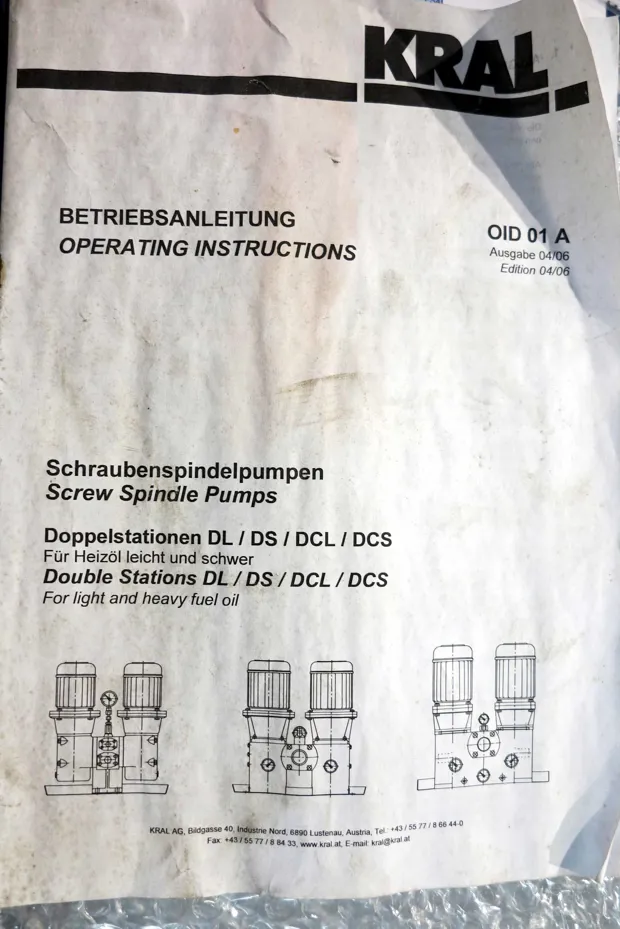 KRAL
BETRIEBSANLEITUNG
OPERATING INSTRUCTIONS
OID 01 A
Ausgabe 04/06
Edition 04/06
Schraubenspindelpumpen
Screw Spindle Pumps
Doppelstationen DL / DS / DCL / DCS
Für Heizöl leicht und schwer
Double Stations DL / DS / DCL / DCS
For light and heavy fuel oil
KRAL AG, Bildgasse 40, Industrie Nord, 6890 Lustenau, Austria, Tel.: +43 / 55 77 / 8 66 44-0
Fax: +43 / 55 77 / 8 84 33, www.kral.at, E-mail: kral@kral.at